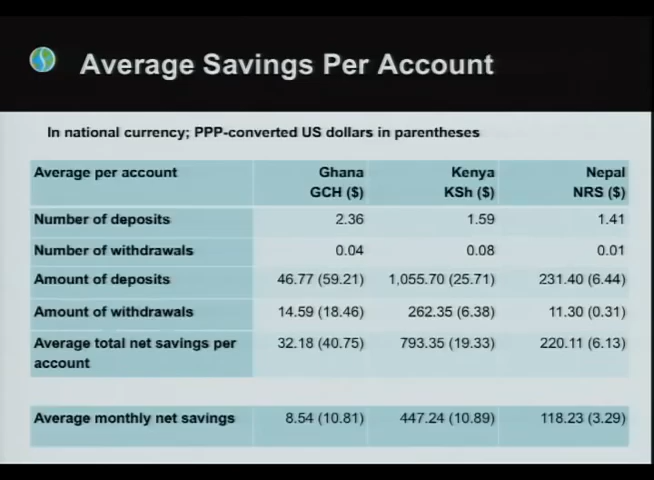 Average Savings Per Account
In national currency; PPP-converted US dollars in parentheses
Average per account Ghana GCH ($) Kenya KSh ($) Nepal NRS ($)
Number of deposits 2.36 1.59 1.41
Number of withdrawals 0.04 0.08 0.01
Amount of deposits 46.77 (59.21) 1,055.70 (25.71) 231.40 (6.44)
Amount of withdrawals 14.59 (18.46) 262.35 (6.38) 11.30 (0.31)
Average total net savings per account 32.18 (40.75) 793.35 (19.33) 220.11 (6.13)
Average monthly net savings 8.54 (10.81) 447.24 (10.89) 118.23 (3.29)